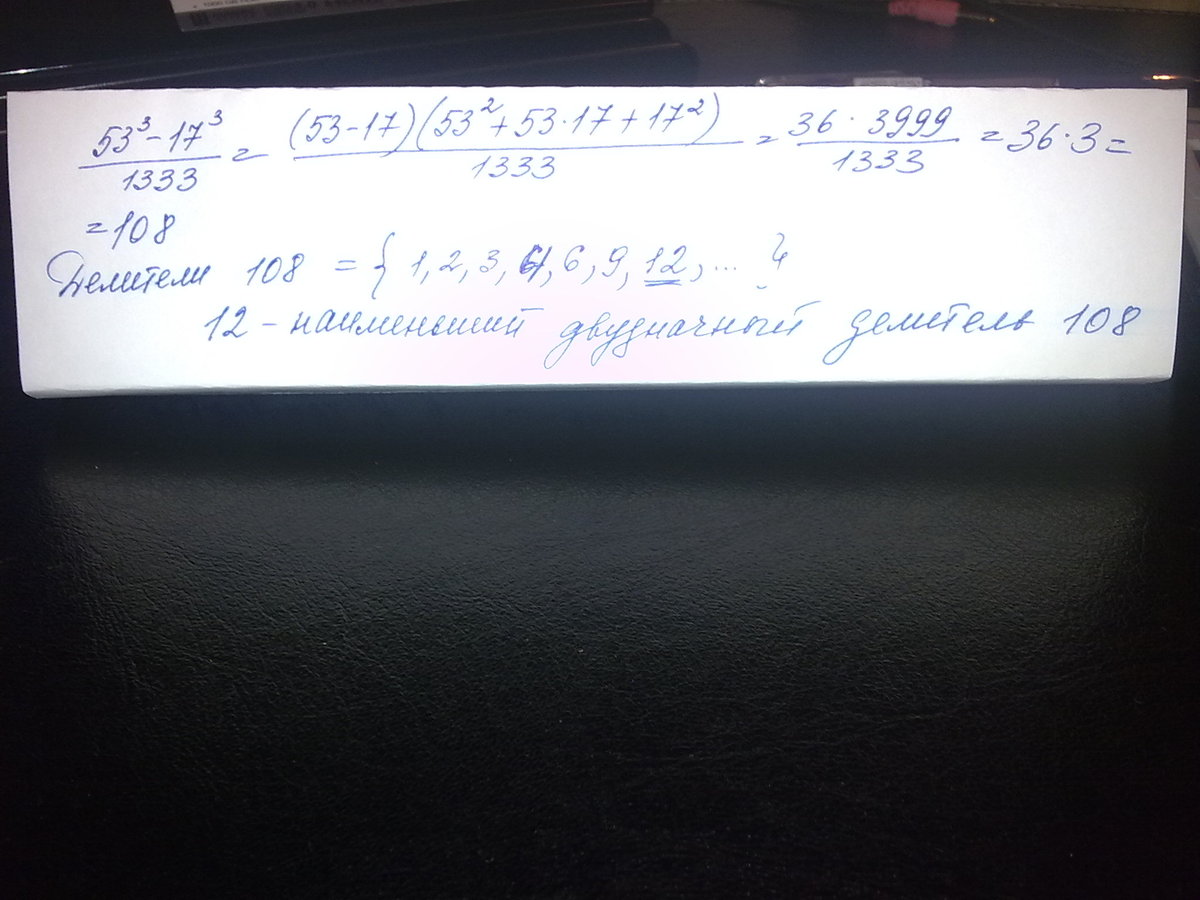 53³-17³/1333 = (53-17)(53²+53·17+17²)/1333 = 36·3999/1333 = 36·3=
=108
Делители 108 = {1, 2, 3, 4, 6, 9, 12, ... }
12 - наименьший двузначный делитель 108